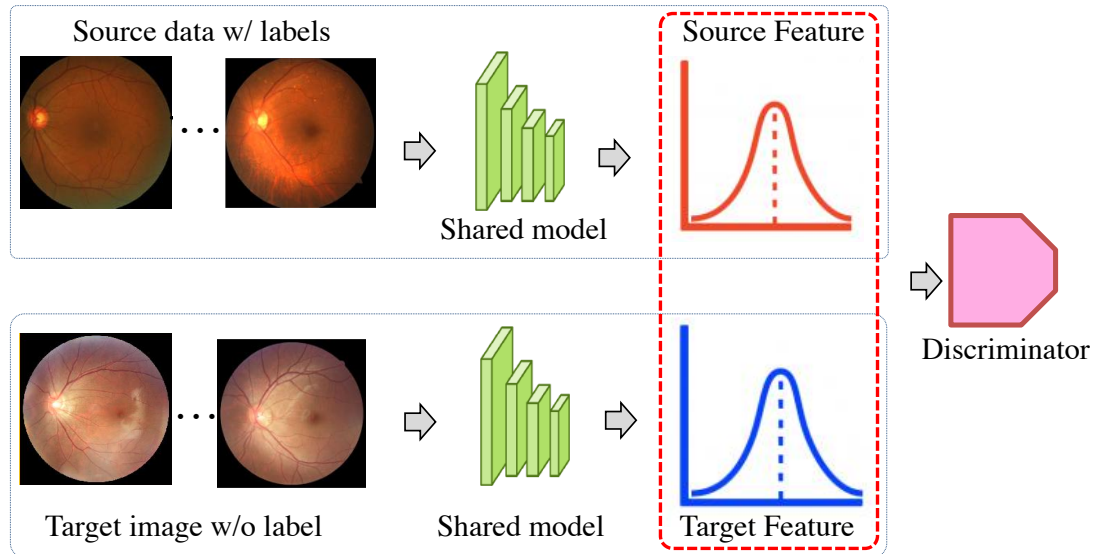 Source data w/ labels
Source Feature
Shared model
Discriminator
Target image w/o label
Shared model
Target Feature